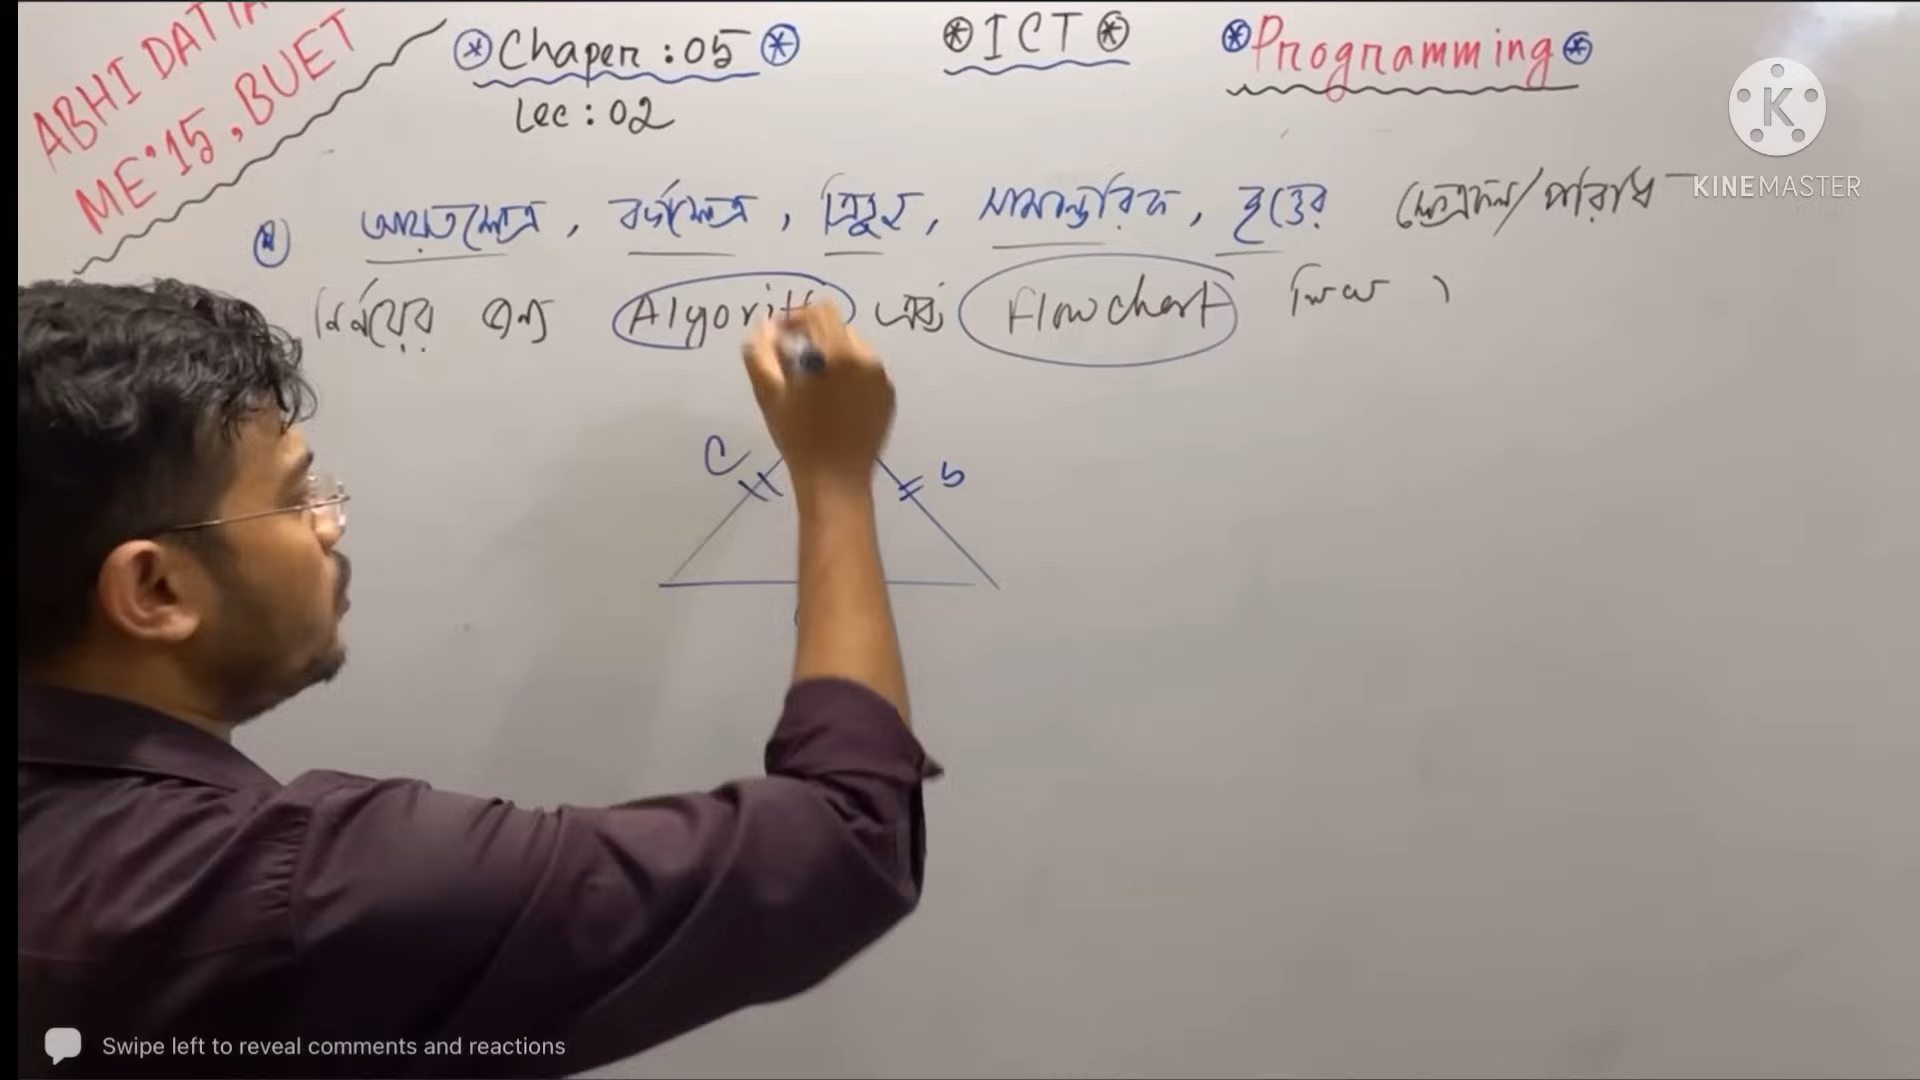 ABHI DATTA
ME'15, BUET
Chaper : 05
Lec : 02
ICT
Programming
KINEMASTER
আয়তক্ষেত্র, বর্গক্ষেত্র, ত্রিভুজ, সামান্তরিক, বৃত্তের ক্ষেত্রফল/পরিধি
নির্ণয়ের জন্য Algorith এবং Flowchart লিখ ।
C
b
Swipe left to reveal comments and reactions